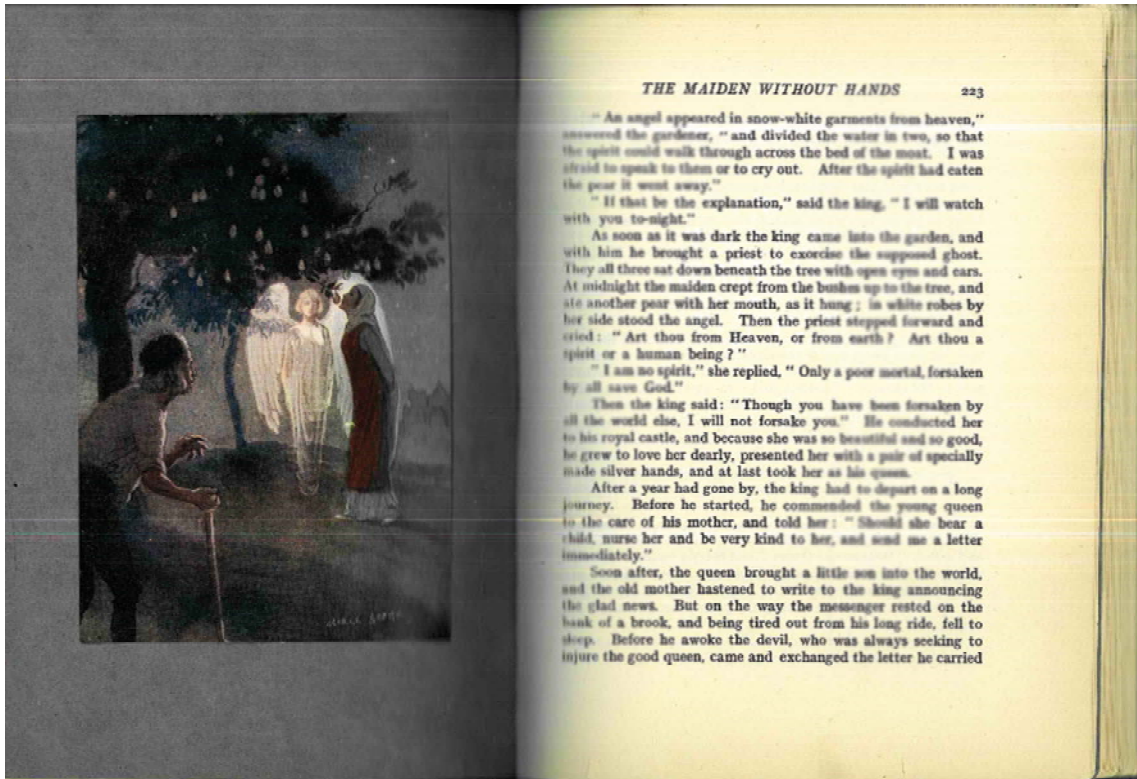 THE MAIDEN WITHOUT HANDS 223
"An angel appeared in snow-white garments from heaven,"
answered the gardener, "and divided the water in two, so that
the spirit could walk through across the bed of the moat. I was
afraid to speak to them or to cry out. After the spirit had eaten
the pear it went away."
"If that be the explanation," said the king, "I will watch
with you to-night."
As soon as it was dark the king came into the garden, and
with him he brought a priest to exorcise the supposed ghost.
They all three sat down beneath the tree with open eyes and ears.
At midnight the maiden crept from the bushes up to the tree, and
ate another pear with her mouth, as it hung; in white robes by
her side stood the angel. Then the priest stepped forward and
cried: "Art thou from Heaven, or from earth? Art thou a
spirit or a human being?"
"I am no spirit," she replied, "Only a poor mortal, forsaken
by all save God."
Then the king said: "Though you have been forsaken by
all the world else, I will not forsake you." He conducted her
to his royal castle, and because she was so beautiful and so good,
he grew to love her dearly, presented her with a pair of specially
made silver hands, and at last took her as his queen.
After a year had gone by, the king had to depart on a long
journey. Before he started, he commended the young queen
to the care of his mother, and told her: "Should she bear a
child, nurse her and be very kind to her, and send me a letter
immediately."
Soon after, the queen brought a little son into the world,
and the old mother hastened to write to the king announcing
the glad news. But on the way the messenger rested on the
bank of a brook, and being tired out from his long ride, fell to
sleep. Before he awoke the devil, who was always seeking to
injure the good queen, came and exchanged the letter he carried